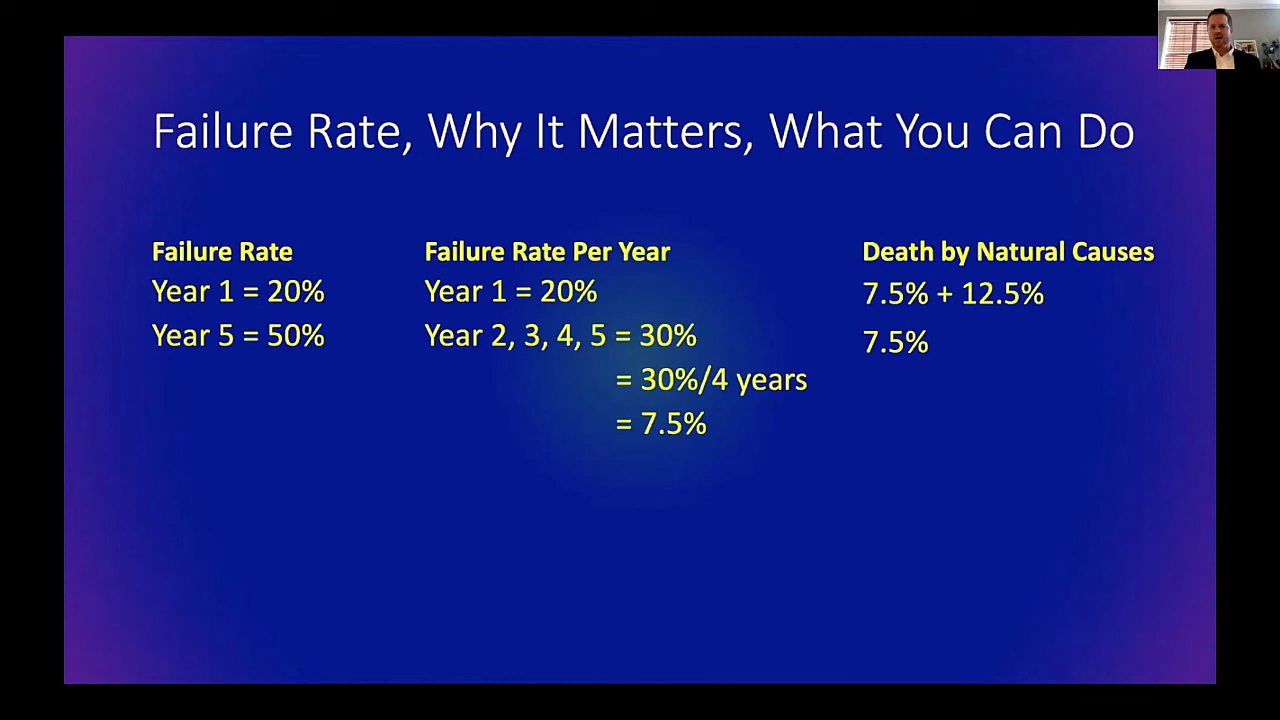 Failure Rate, Why It Matters, What You Can Do
Failure Rate
Year 1 = 20%
Year 5 = 50%
Failure Rate Per Year
Year 1 = 20%
Year 2, 3, 4, 5 = 30%
= 30%/4 years
= 7.5%
Death by Natural Causes
7.5% + 12.5%
7.5%